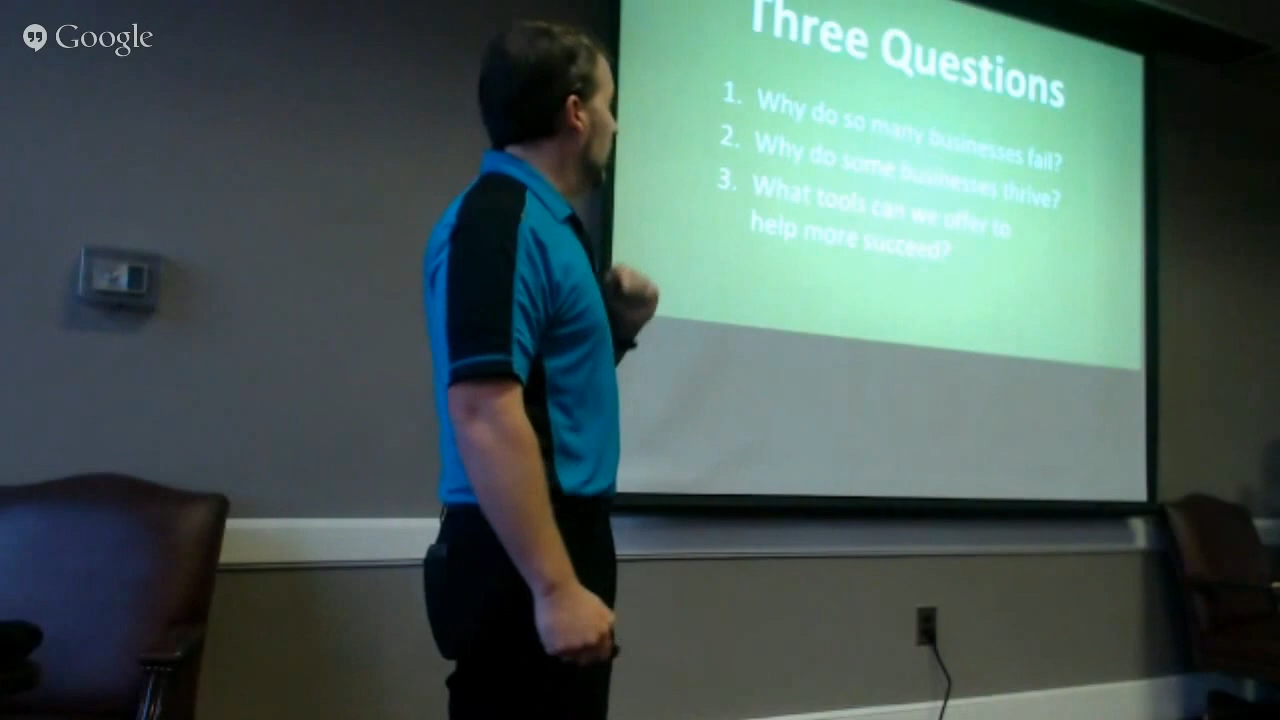 Google
Three Questions
1. Why do so many businesses fail?
2. Why do some businesses thrive?
3. What tools can we offer to
help more succeed?